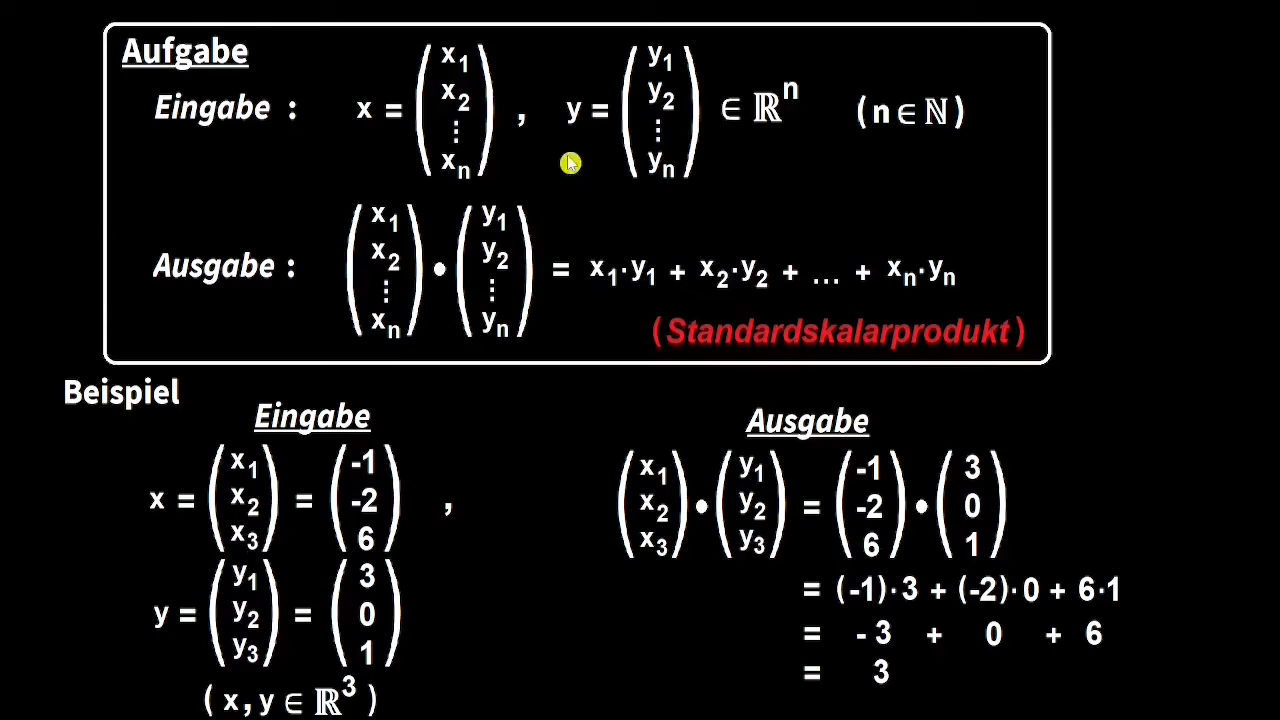 Aufgabe
Eingabe : x = (x₁ x₂ ⋮ xₙ) , y = (y₁ y₂ ⋮ yₙ) ∈ ℝⁿ (n ∈ ℕ)
Ausgabe : (x₁ x₂ ⋮ xₙ) • (y₁ y₂ ⋮ yₙ) = x₁·y₁ + x₂·y₂ + ... + xₙ·yₙ
(Standardskalarprodukt)
Beispiel
Eingabe
x = (x₁ x₂ x₃) = (-1 -2 6) ,
y = (y₁ y₂ y₃) = (3 0 1)
(x,y ∈ ℝ³)
Ausgabe
(x₁ x₂ x₃) • (y₁ y₂ y₃) = (-1 -2 6) • (3 0 1)
= (-1)·3 + (-2)·0 + 6·1
= -3 + 0 + 6
= 3